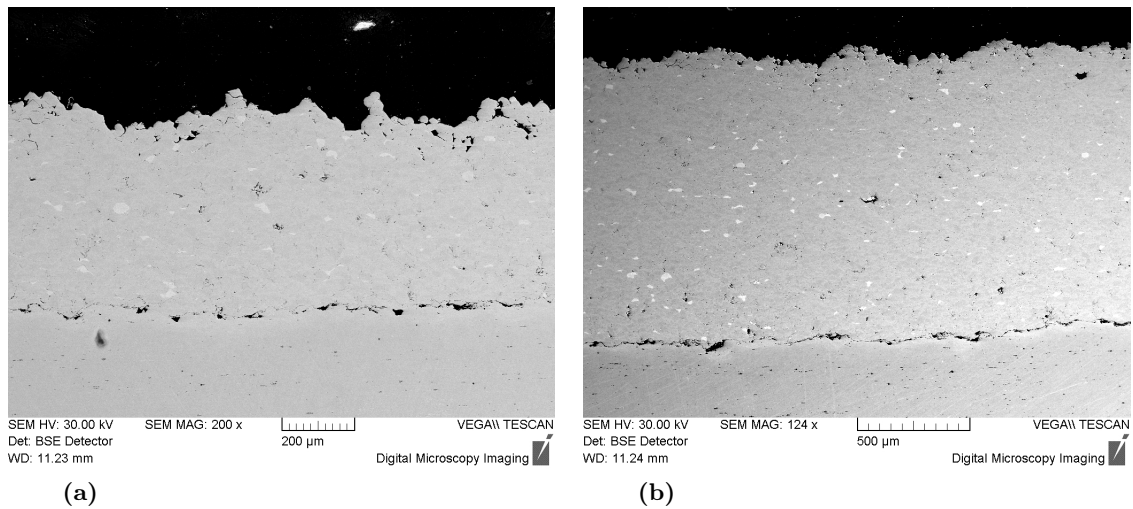 SEM HV: 30.00 kV SEM MAG: 200 x VEGA\\ TESCAN
Det: BSE Detector 200 µm
WD: 11.23 mm Digital Microscopy Imaging
(a)
SEM HV: 30.00 kV SEM MAG: 124 x VEGA\\ TESCAN
Det: BSE Detector 500 µm
WD: 11.24 mm Digital Microscopy Imaging
(b)